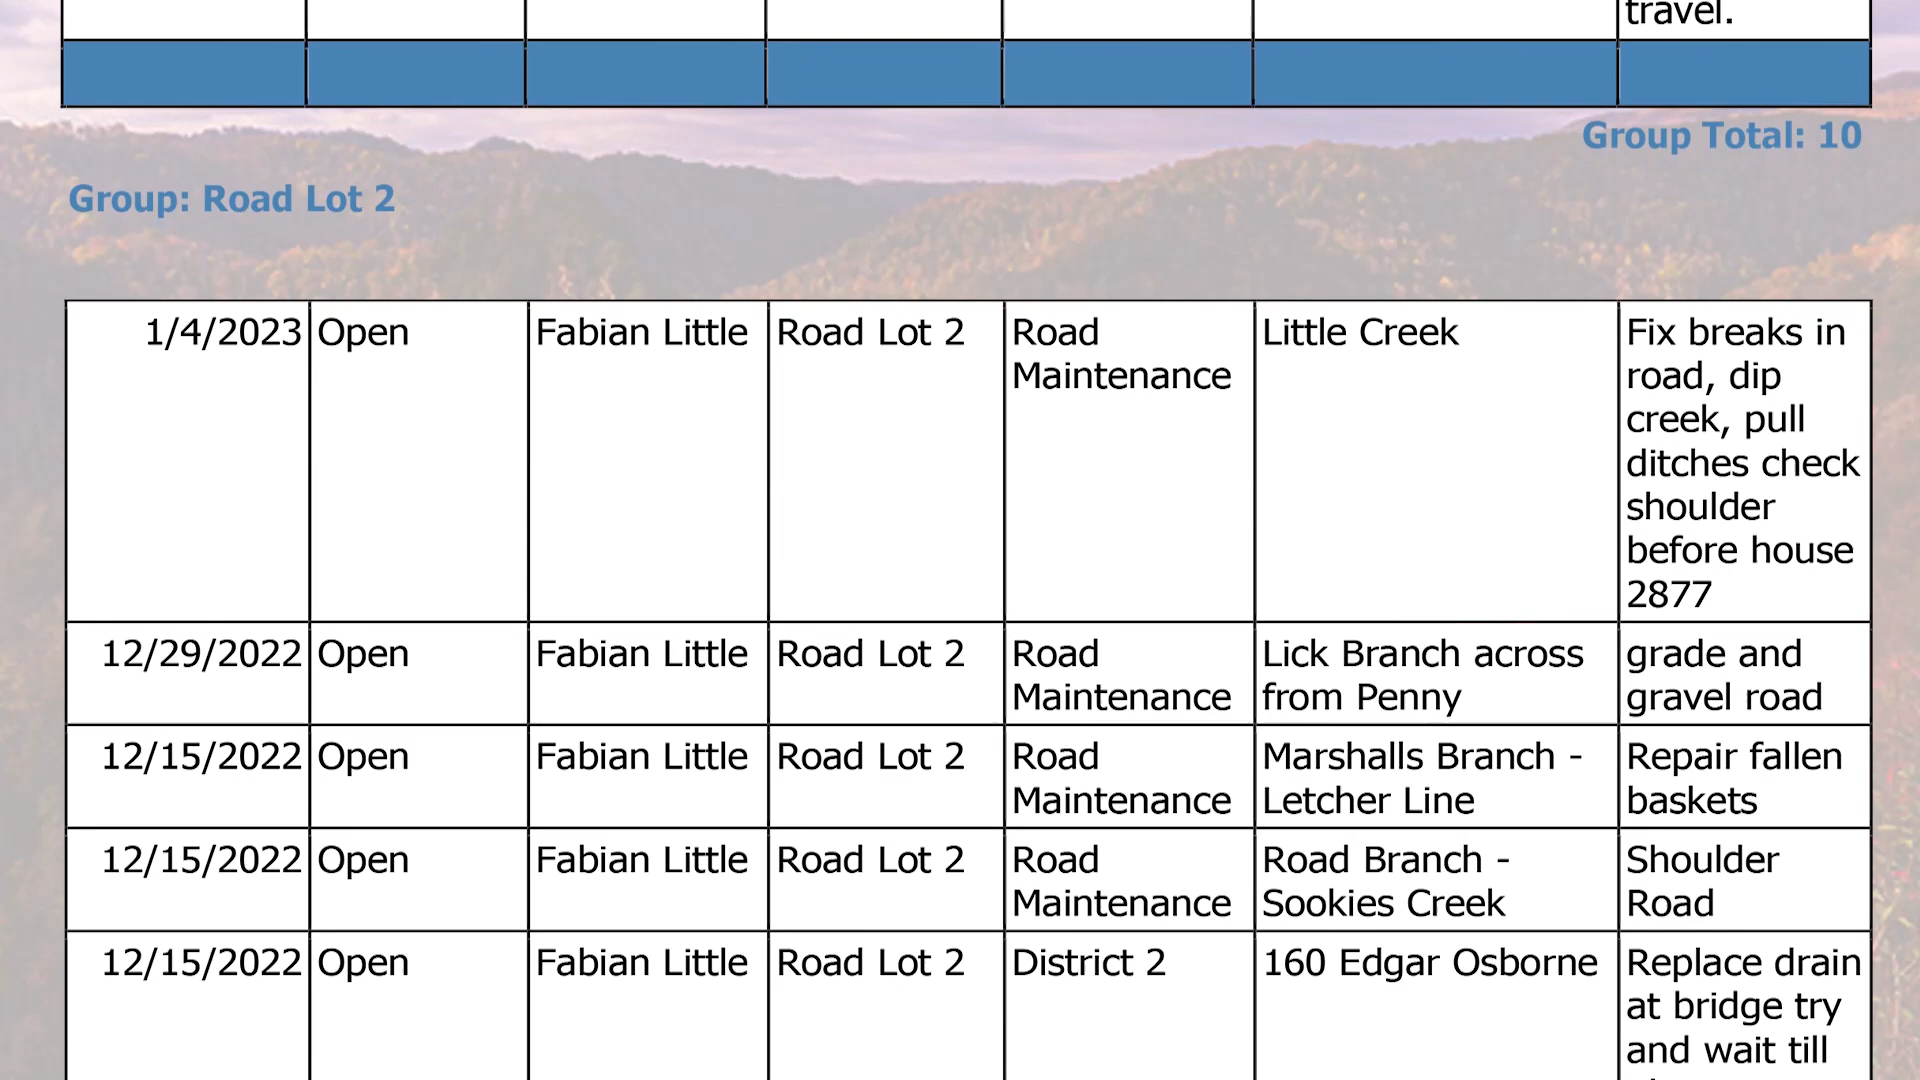 travel.
Group Total: 10
Group: Road Lot 2
1/4/2023 Open Fabian Little Road Lot 2 Road Little Creek Fix breaks in
Maintenance road, dip
creek, pull
ditches check
shoulder
before house
2877
12/29/2022 Open Fabian Little Road Lot 2 Road Lick Branch across grade and
Maintenance from Penny gravel road
12/15/2022 Open Fabian Little Road Lot 2 Road Marshalls Branch - Repair fallen
Maintenance Letcher Line baskets
12/15/2022 Open Fabian Little Road Lot 2 Road Road Branch - Shoulder
Maintenance Sookies Creek Road
12/15/2022 Open Fabian Little Road Lot 2 District 2 160 Edgar Osborne Replace drain
at bridge try
and wait till